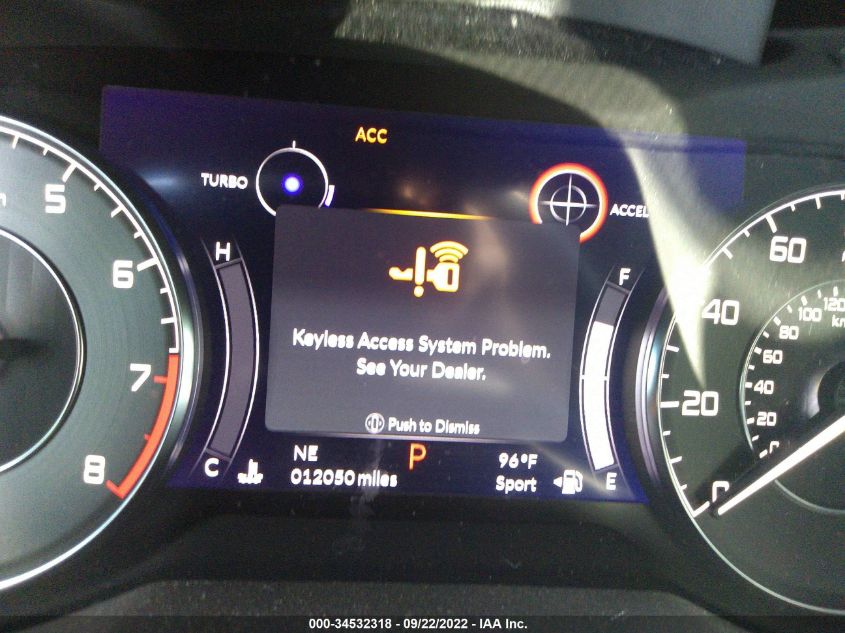 ACC
TURBO
ACCEL
5
6
7
8
H
C
F
E
Keyless Access System Problem.
See Your Dealer.
Push to Dismiss
NE
P
96°F
012050 miles
Sport
60
40
20
0
120
100
80
60
40
20
0
000-34532318 - 09/22/2022 - IAA Inc.